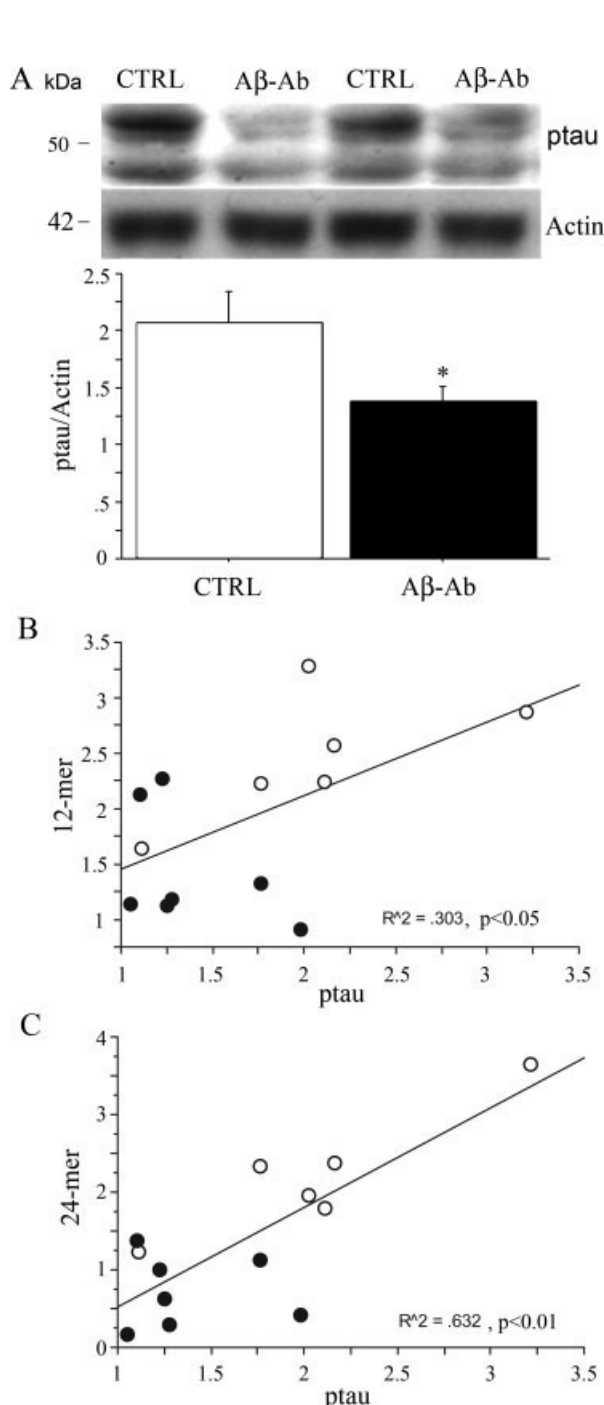 A kDa CTRL Aβ-Ab CTRL Aβ-Ab
50 – ptau
42 – Actin
2.5
2
1.5
1
.5
0
ptau/Actin
*
CTRL Aβ-Ab
B
3.5
3
2.5
2
1.5
1
12-mer
R^2 = .303, p<0.05
1 1.5 2 2.5 3 3.5
ptau
C
4
3
2
1
0
24-mer
R^2 = .632 , p<0.01
1 1.5 2 2.5 3 3.5
ptau